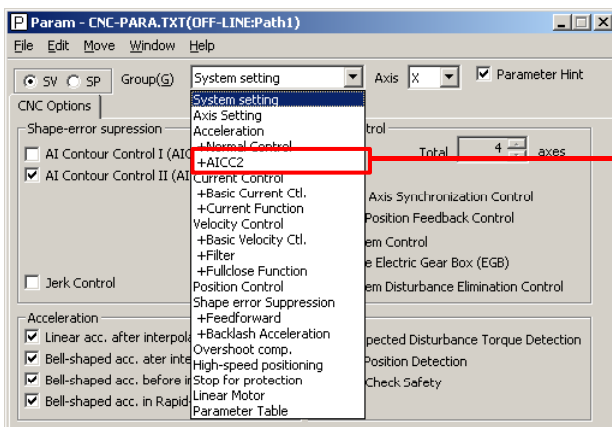 P Param - CNC-PARA.TXT(OFF-LINE:Path1)
File Edit Move Window Help
SV SP Group(G) System setting Axis X Parameter Hint
CNC Options
System setting
Axis Setting
Acceleration
+Normal Control
+AICC2
Current Control
+Basic Current Ctl.
+Current Function
Velocity Control
+Basic Velocity Ctl.
+Filter
+Fullclose Function
Position Control
Shape error Suppression
+Feedforward
+Backlash Acceleration
Overshoot comp.
High-speed positioning
Stop for protection
Linear Motor
Parameter Table
Shape-error supression
AI Contour Control I (AIC
AI Contour Control II (AI
Jerk Control
Acceleration
Linear acc. after interpola
Bell-shaped acc. ater inte
Bell-shaped acc. before i
Bell-shaped acc. in Rapid-
trol
Total 4 axes
Axis Synchronization Control
Position Feedback Control
em Control
e Electric Gear Box (EGB)
em Disturbance Elimination Control
pected Disturbance Torque Detection
Position Detection
Check Safety